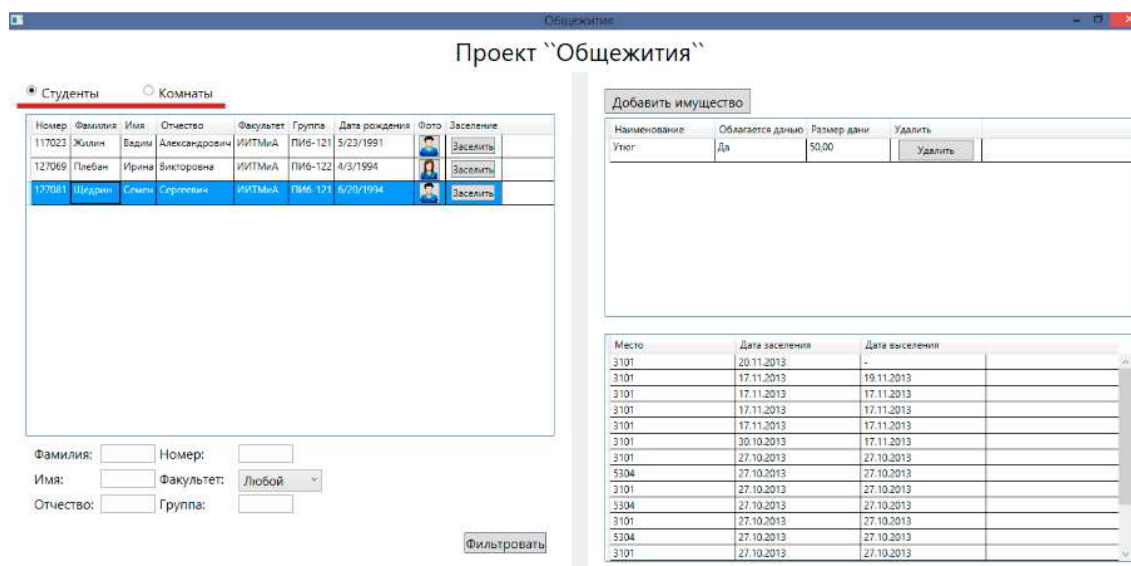 Общежития
Проект ``Общежития``
Студенты Комнаты
Номер Фамилия Имя Отчество Факультет Группа Дата рождения Фото Заселение
117023 Жилин Вадим Александрович ИИТМиА ПИб-121 5/23/1991 Заселить
127069 Плебан Ирина Викторовна ИИТМиА ПИб-122 4/3/1994 Заселить
127081 Щедрин Семен Сергеевич ИИТМиА ПИб-121 6/20/1994 Заселить
Фамилия: Номер:
Имя: Факультет: Любой
Отчество: Группа:
Фильтровать
Добавить имущество
Наименование Облагается данью Размер дани Удалить
Утюг Да 50,00 Удалить
Место Дата заселения Дата выселения
3101 20.11.2013 -
3101 17.11.2013 19.11.2013
3101 17.11.2013 17.11.2013
3101 17.11.2013 17.11.2013
3101 17.11.2013 17.11.2013
3101 30.10.2013 17.11.2013
3101 27.10.2013 27.10.2013
5304 27.10.2013 27.10.2013
3101 27.10.2013 27.10.2013
5304 27.10.2013 27.10.2013
3101 27.10.2013 27.10.2013
5304 27.10.2013 27.10.2013
3101 27.10.2013 27.10.2013